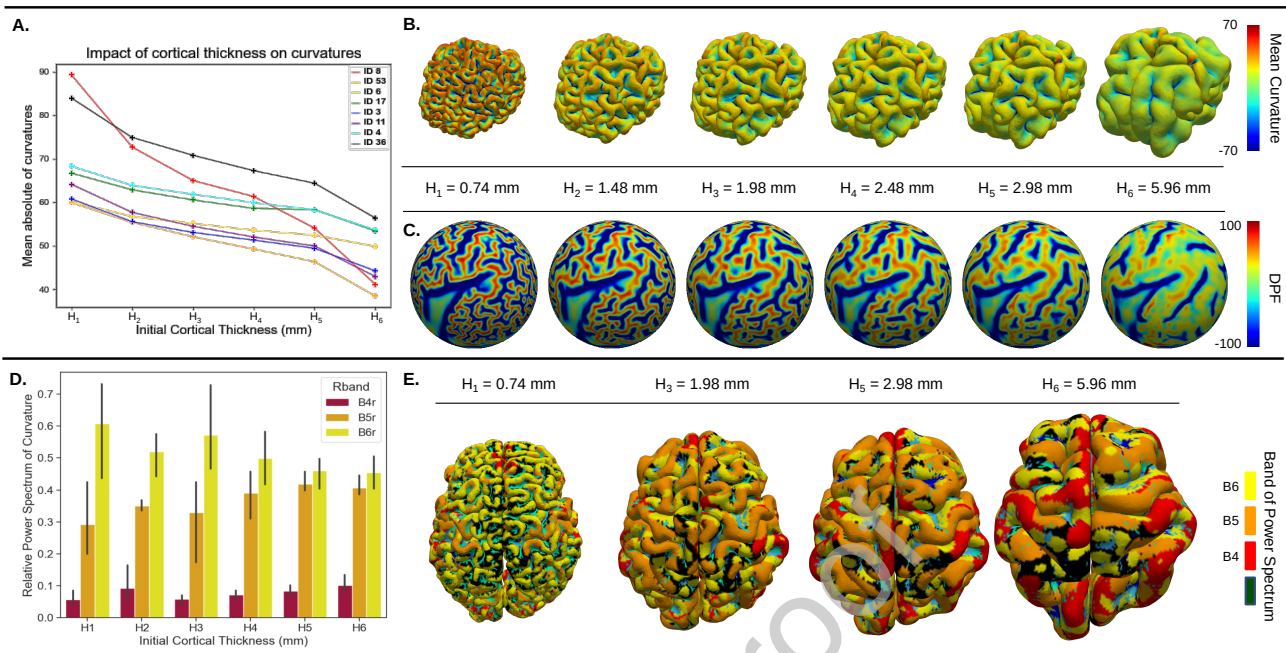 A.
Impact of cortical thickness on curvatures
Mean absolute of curvatures
90
80
70
60
50
40
ID 8
ID 53
ID 6
ID 17
ID 3
ID 11
ID 4
ID 36
H1 H2 H3 H4 H5 H6
Initial Cortical Thickness (mm)
B.
70
Mean Curvature
-70
H1 = 0.74 mm H2 = 1.48 mm H3 = 1.98 mm H4 = 2.48 mm H5 = 2.98 mm H6 = 5.96 mm
C.
100
DPF
-100
D.
Relative Power Spectrum of Curvature
0.7
0.6
0.5
0.4
0.3
0.2
0.1
0.0
Rband
B4r
B5r
B6r
H1 H2 H3 H4 H5 H6
Initial Cortical Thickness (mm)
E.
H1 = 0.74 mm H3 = 1.98 mm H5 = 2.98 mm H6 = 5.96 mm
B6
B5
B4
Band of Power Spectrum